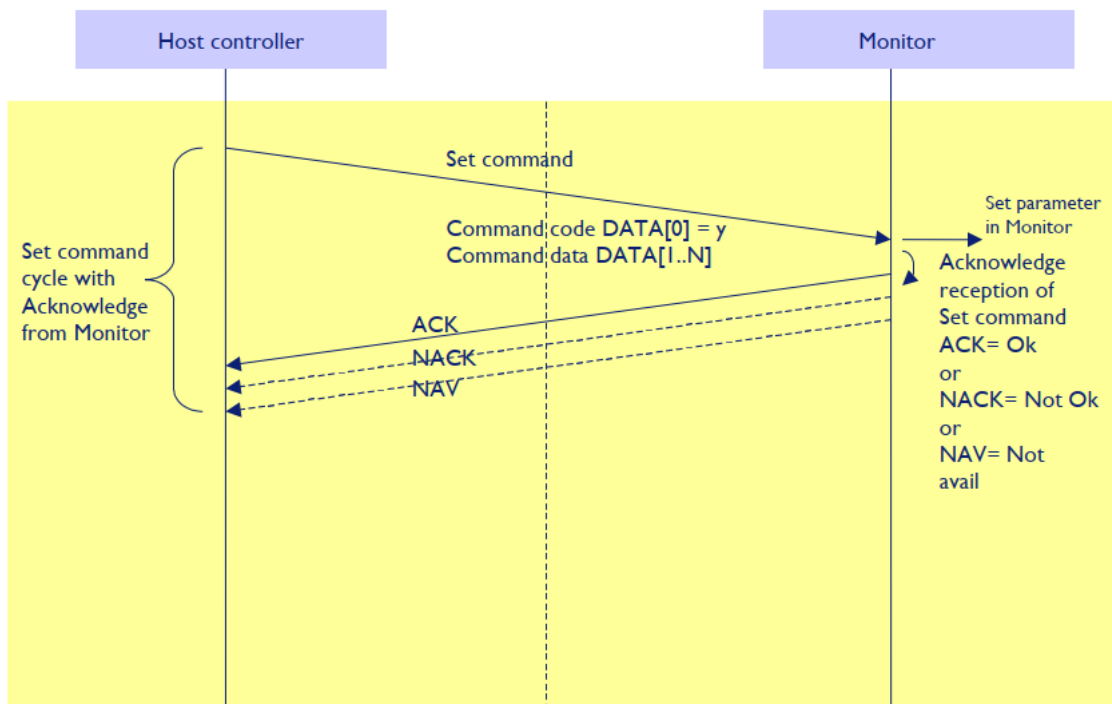 Host controller
Monitor
Set command
Command code DATA[0] = y
Command data DATA[1..N]
Set parameter
in Monitor
Set command
cycle with
Acknowledge
from Monitor
Acknowledge
reception of
Set command
ACK= Ok
or
NACK= Not Ok
or
NAV= Not
avail
ACK
NACK
NAV